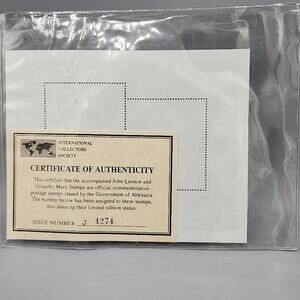 INTERNATIONAL
COLLECTORS
SOCIETY
CERTIFICATE OF AUTHENTICITY
This certifies that the accompanied John Lennon and
Groucho Marx Stamps are official commemorative
postage stamps issued by the Government of Abkhazia.
The number below has been assigned to these stamps,
thus assuring their limited edition status.
ISSUE NUMBER J 4274